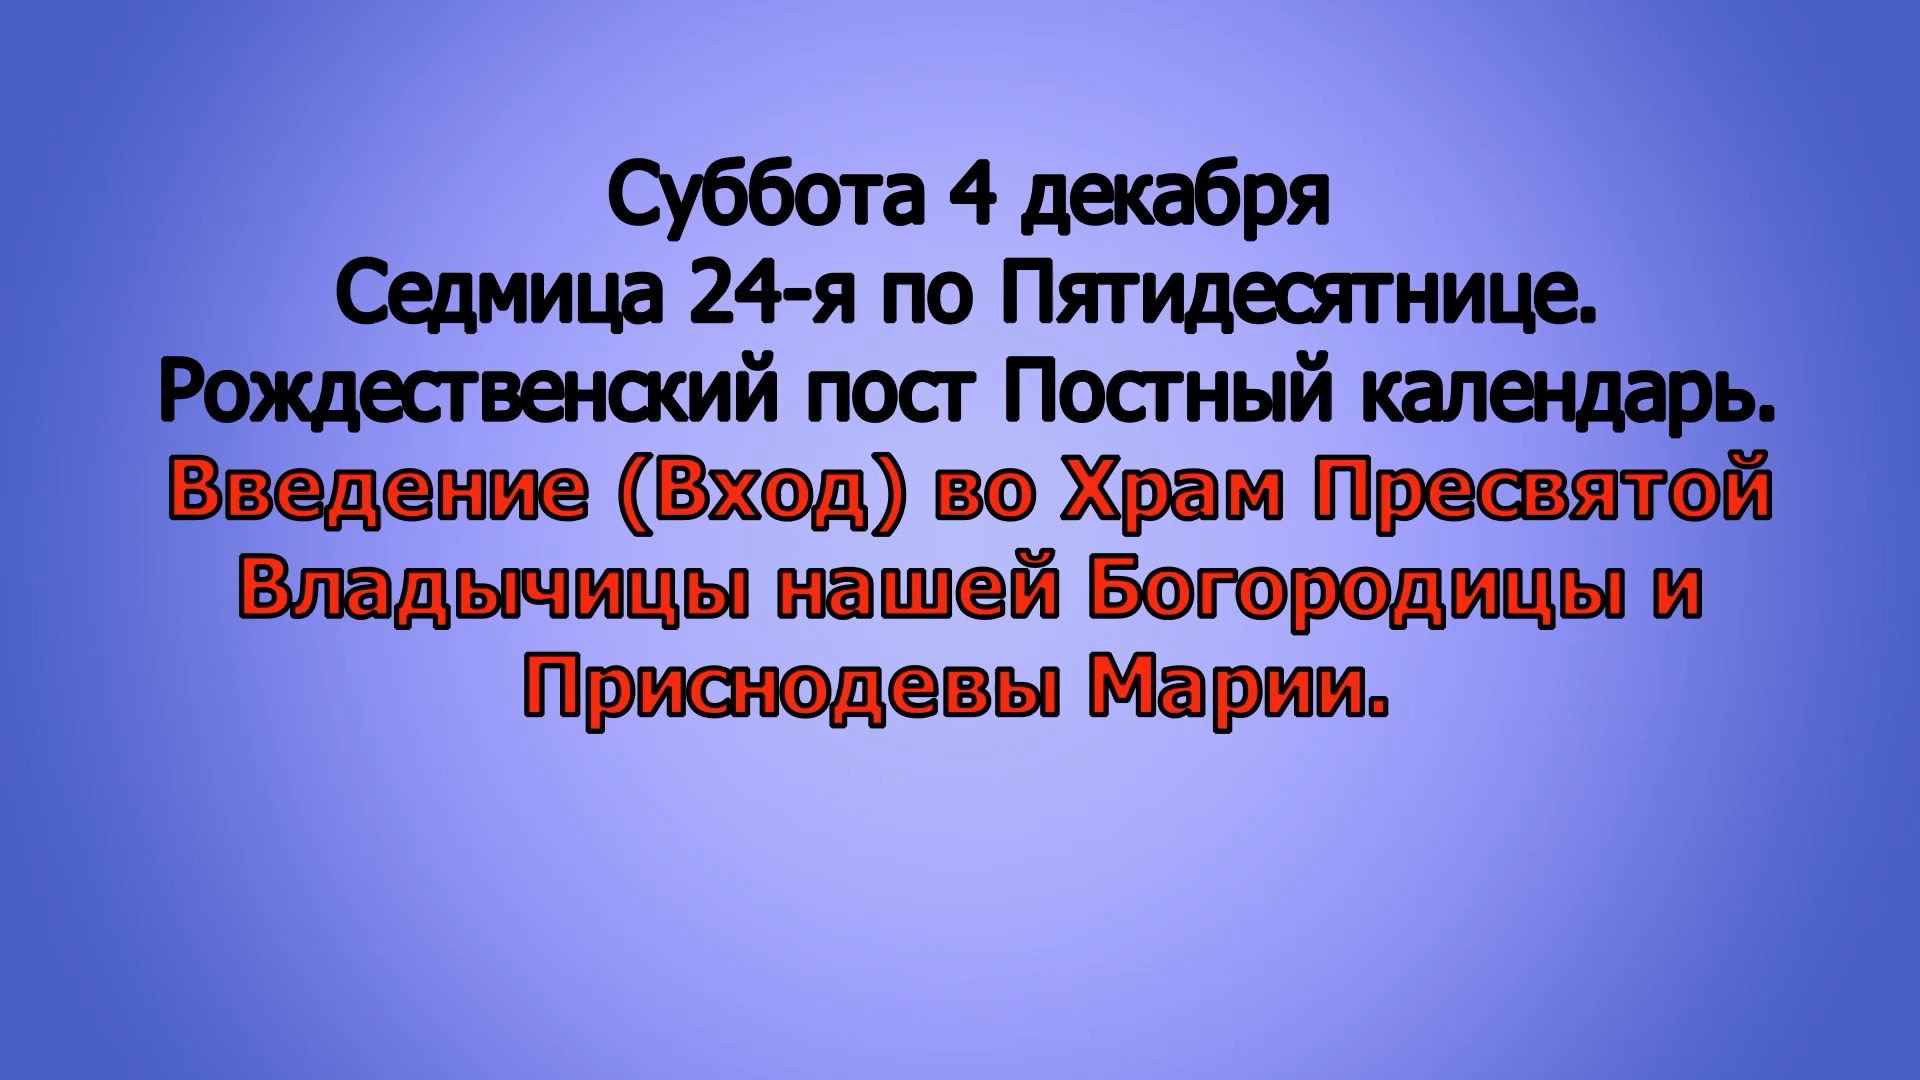 Суббота 4 декабря
Седмица 24-я по Пятидесятнице.
Рождественский пост Постный календарь.
Введение (Вход) во Храм Пресвятой
Владычицы нашей Богородицы и
Приснодевы Марии.